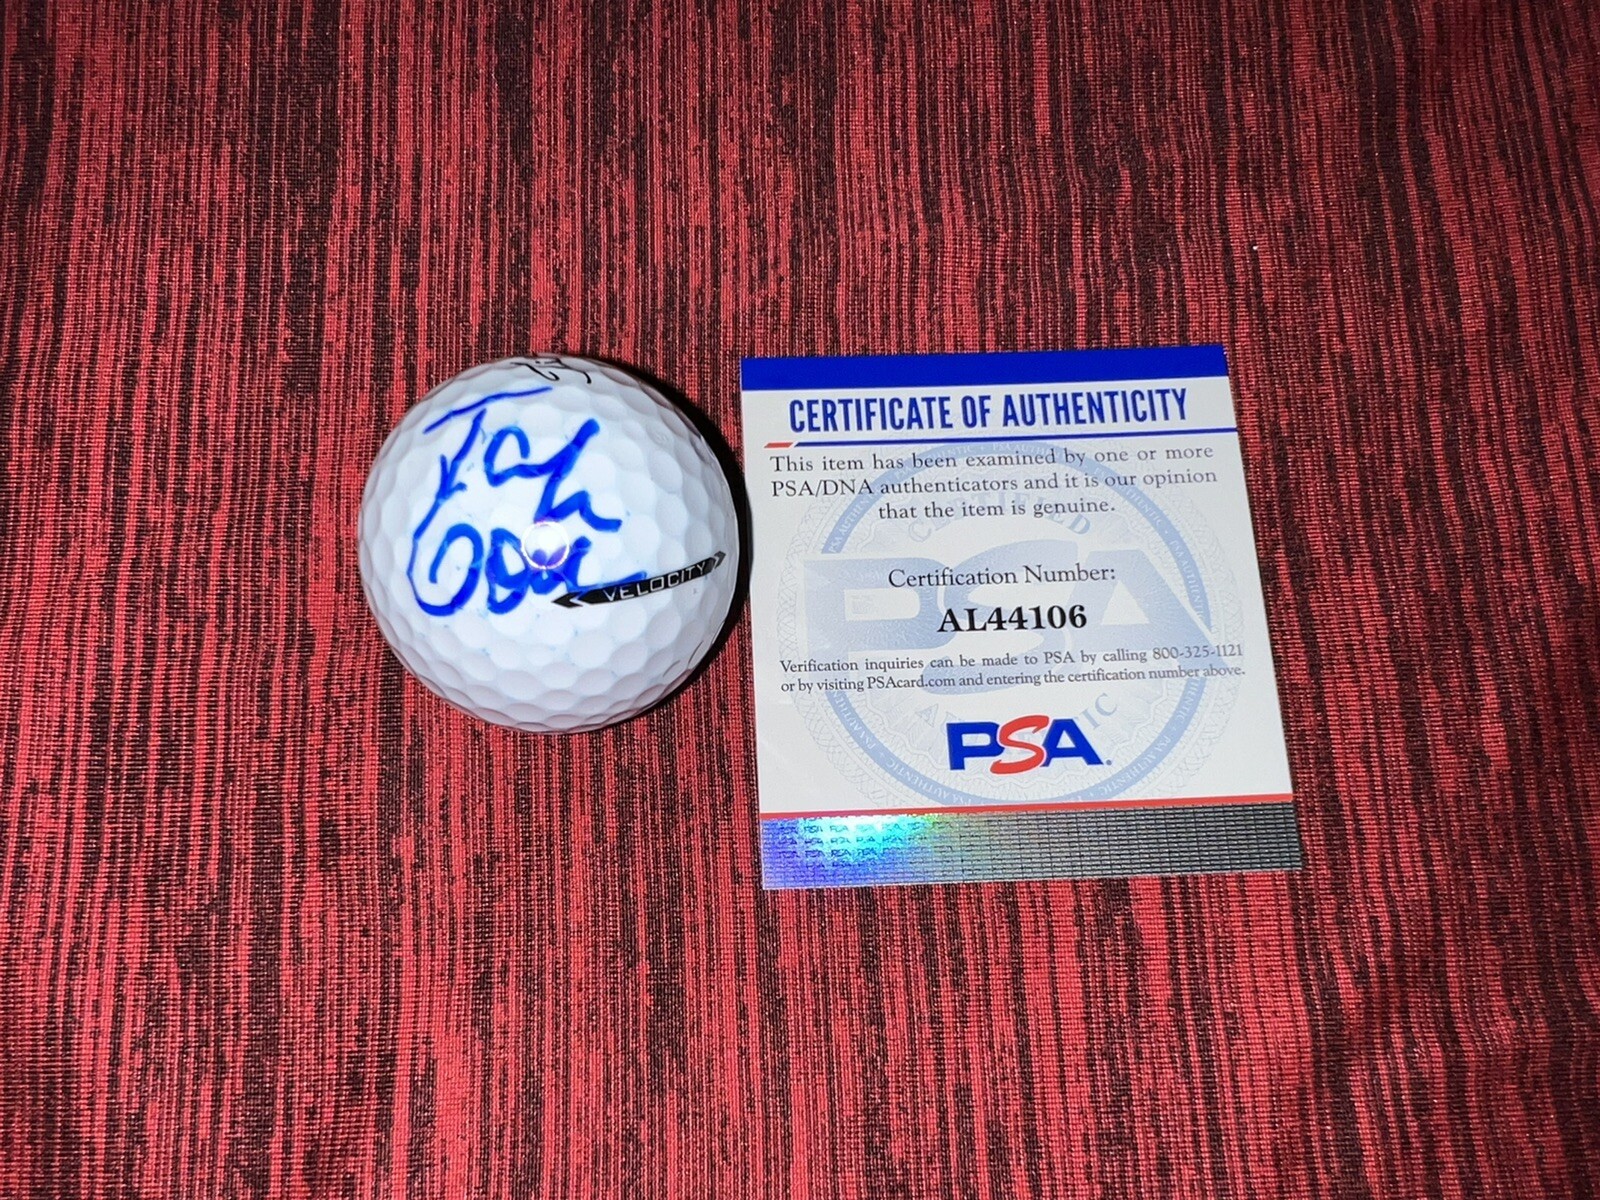 VELOCITY
CERTIFICATE OF AUTHENTICITY
This item has been examined by one or more
PSA/DNA authenticators and it is our opinion
that the item is genuine.
Certification Number:
AL44106
Verification inquiries can be made to PSA by calling 800-325-1121
or by visiting PSAcard.com and entering the certification number above.
PSA